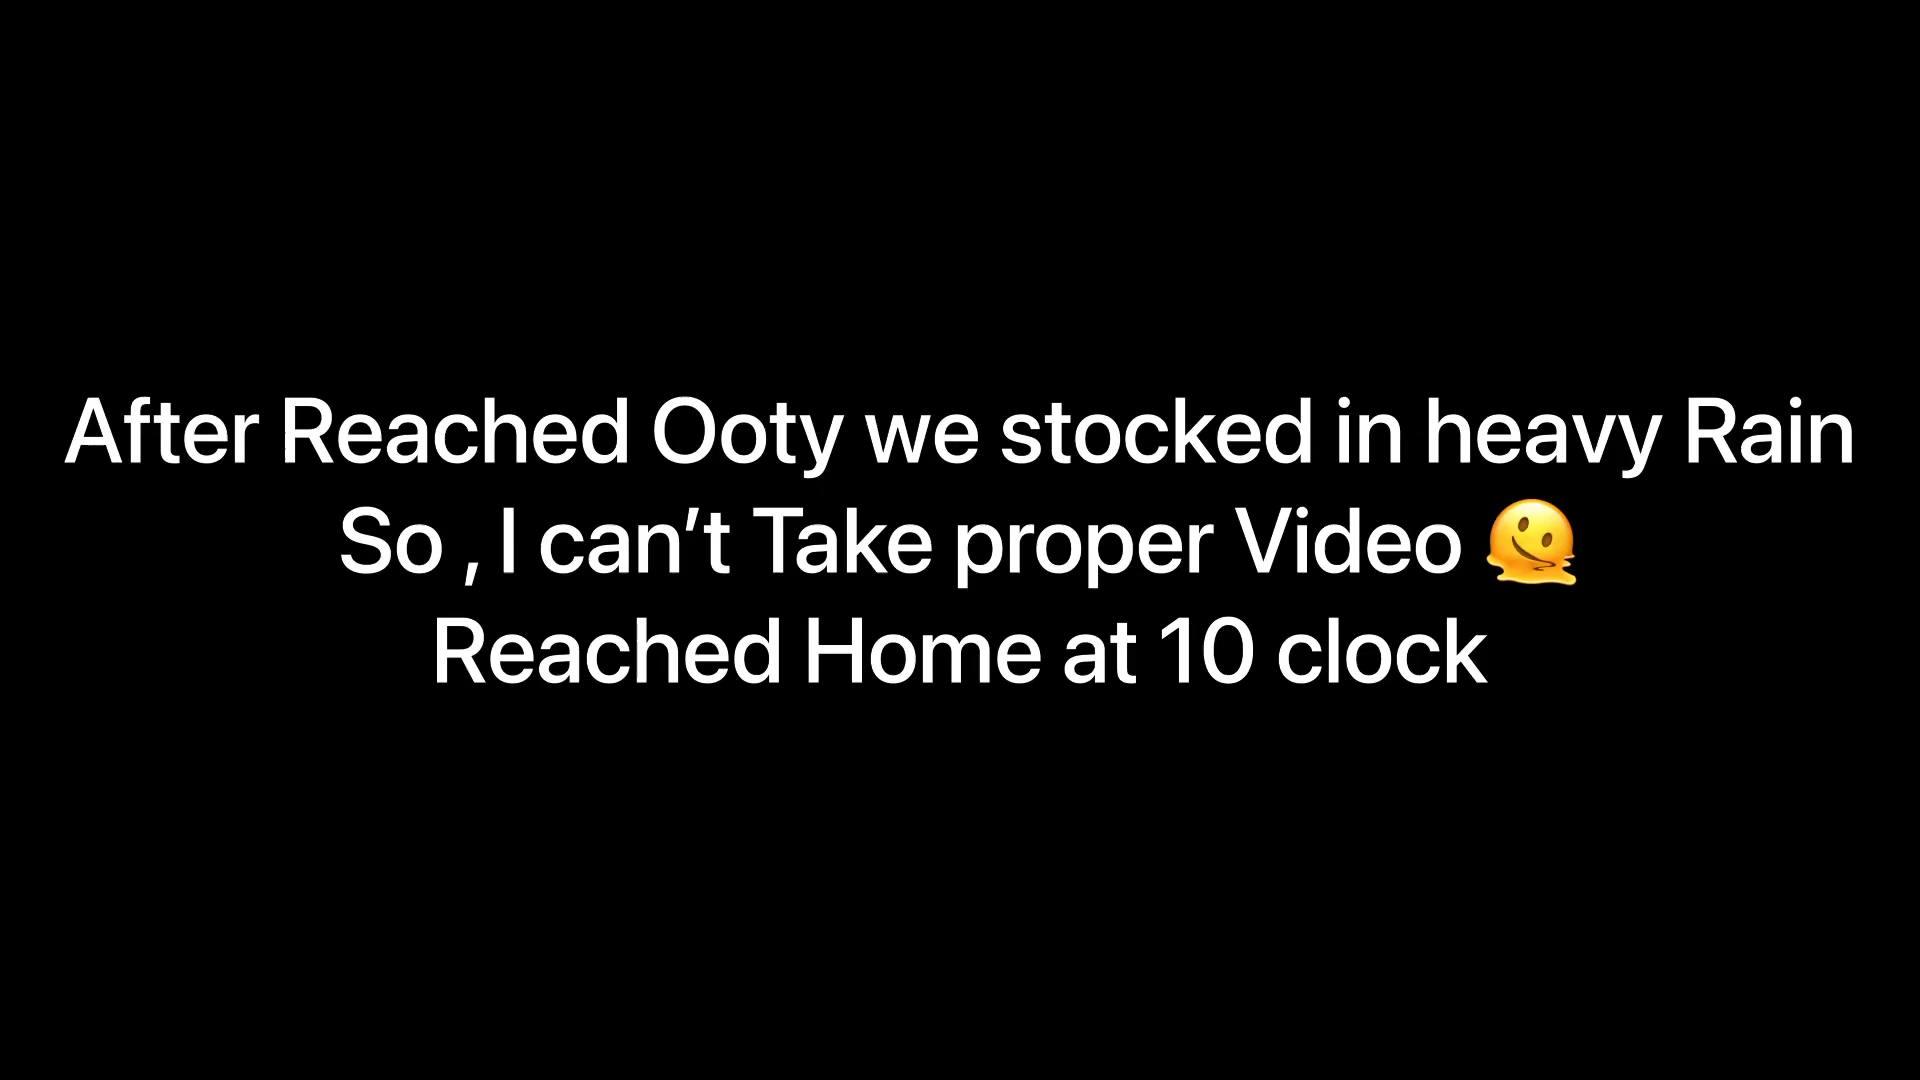 After Reached Ooty we stocked in heavy Rain
So , I can’t Take proper Video 🫠
Reached Home at 10 clock